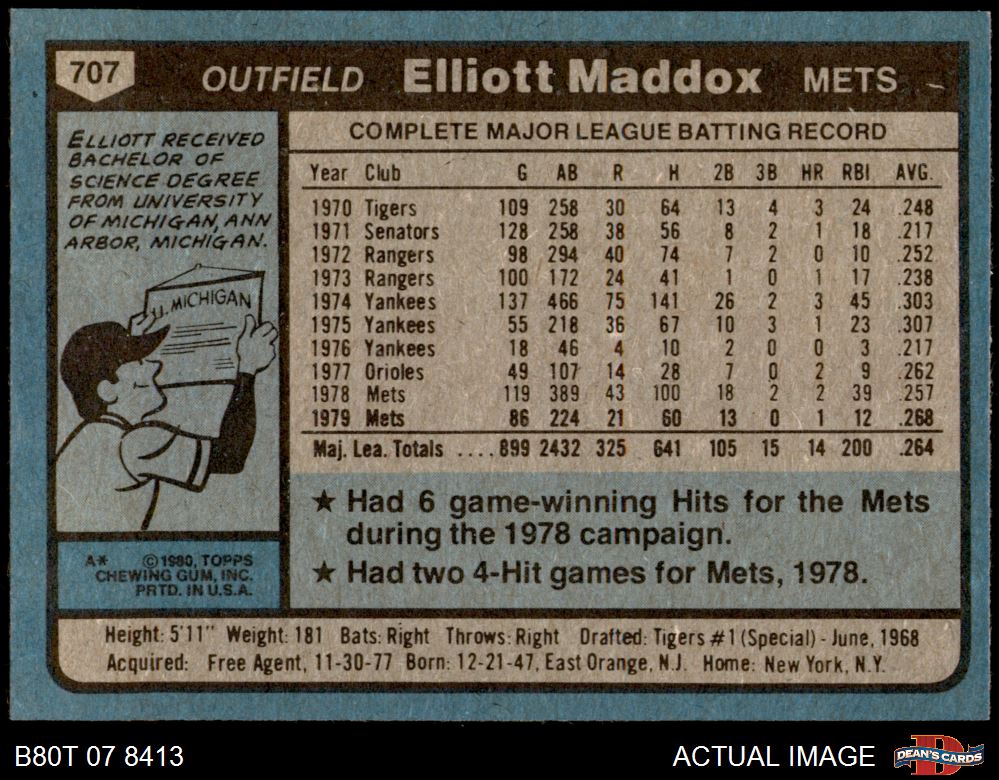 707 OUTFIELD Elliott Maddox METS
ELLIOTT RECEIVED
BACHELOR OF
SCIENCE DEGREE
FROM UNIVERSITY
OF MICHIGAN, ANN
ARBOR, MICHIGAN.
U. MICHIGAN
A* ©1980, TOPPS
CHEWING GUM, INC.
PRTD. IN U.S.A.
COMPLETE MAJOR LEAGUE BATTING RECORD
Year Club G AB R H 2B 3B HR RBI AVG.
1970 Tigers 109 258 30 64 13 4 3 24 .248
1971 Senators 128 258 38 56 8 2 1 18 .217
1972 Rangers 98 294 40 74 7 2 0 10 .252
1973 Rangers 100 172 24 41 1 0 1 17 .238
1974 Yankees 137 466 75 141 26 2 3 45 .303
1975 Yankees 55 218 36 67 10 3 1 23 .307
1976 Yankees 18 46 4 10 2 0 0 3 .217
1977 Orioles 49 107 14 28 7 0 2 9 .262
1978 Mets 119 389 43 100 18 2 2 39 .257
1979 Mets 86 224 21 60 13 0 1 12 .268
Maj. Lea. Totals .... 899 2432 325 641 105 15 14 200 .264
★ Had 6 game-winning Hits for the Mets
during the 1978 campaign.
★ Had two 4-Hit games for Mets, 1978.
Height: 5'11" Weight: 181 Bats: Right Throws: Right Drafted: Tigers #1 (Special) - June, 1968
Acquired: Free Agent, 11-30-77 Born: 12-21-47, East Orange, N.J. Home: New York, N.Y.
B80T 07 8413 ACTUAL IMAGE DEAN'S CARDS